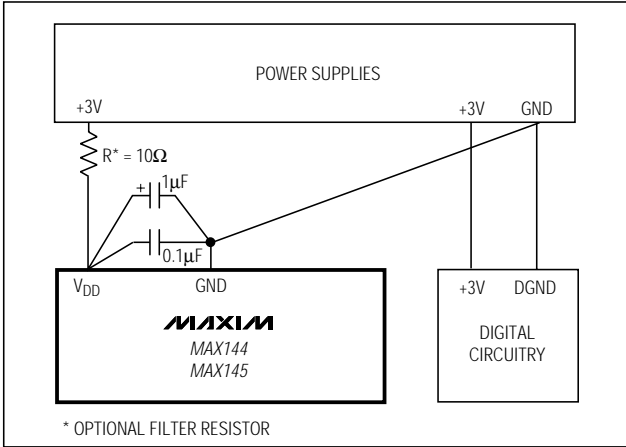 POWER SUPPLIES
+3V
+3V GND
R* = 10Ω
+ 1µF
0.1µF
VDD GND
MAXIM
MAX144
MAX145
+3V DGND
DIGITAL
CIRCUITRY
* OPTIONAL FILTER RESISTOR